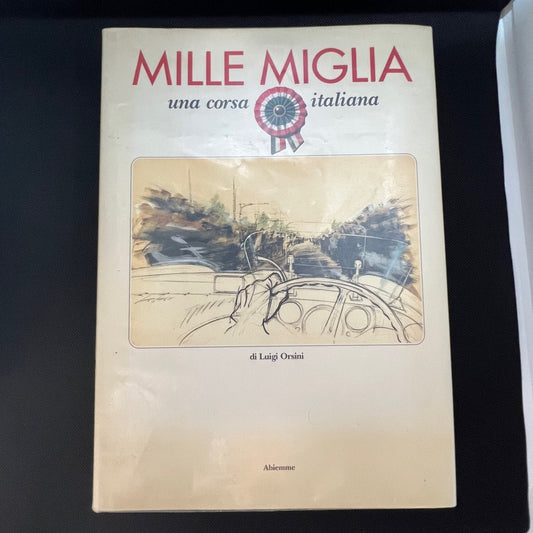 MILLE MIGLIA
una corsa italiana
di Luigi Orsini
Abiemme